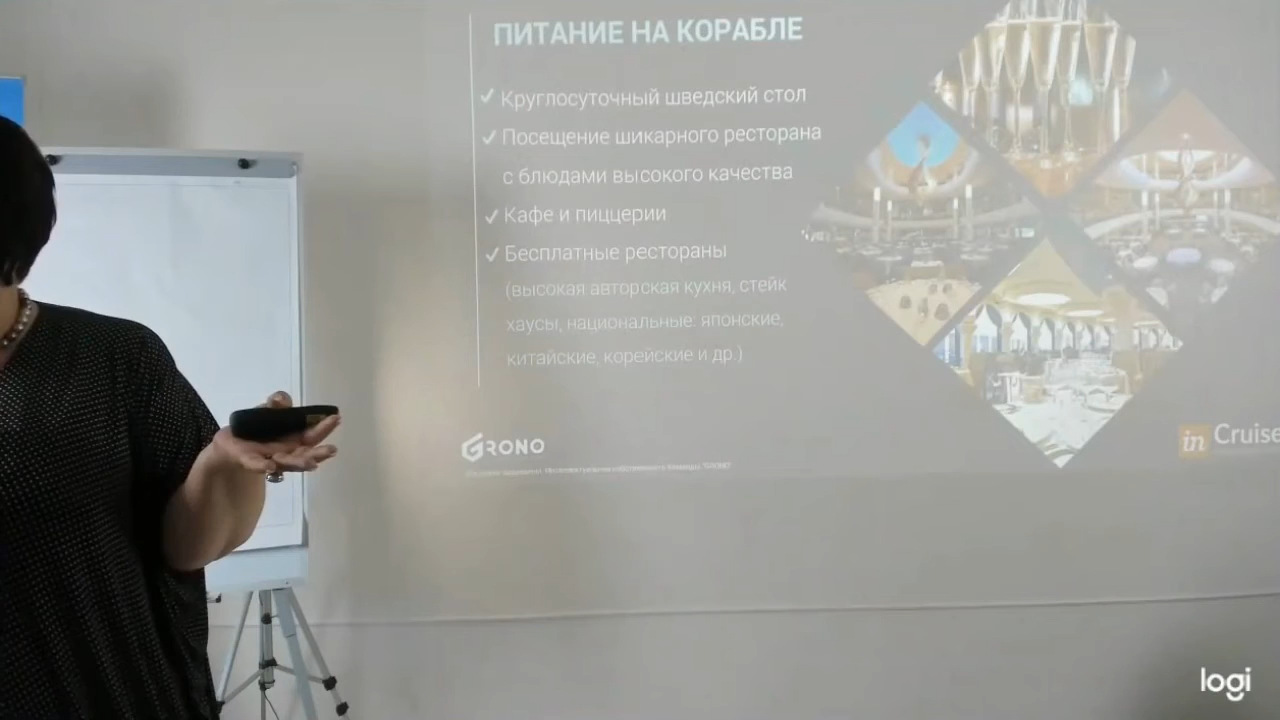 ПИТАНИЕ НА КОРАБЛЕ
Круглосуточный шведский стол
Посещение шикарного ресторана
с блюдами высокого качества
Кафе и пиццерии
Бесплатные рестораны
(высокая авторская кухня, стейк
хаусы, национальные: японские,
китайские, корейские и др.)
GRONO
in Cruise
logi